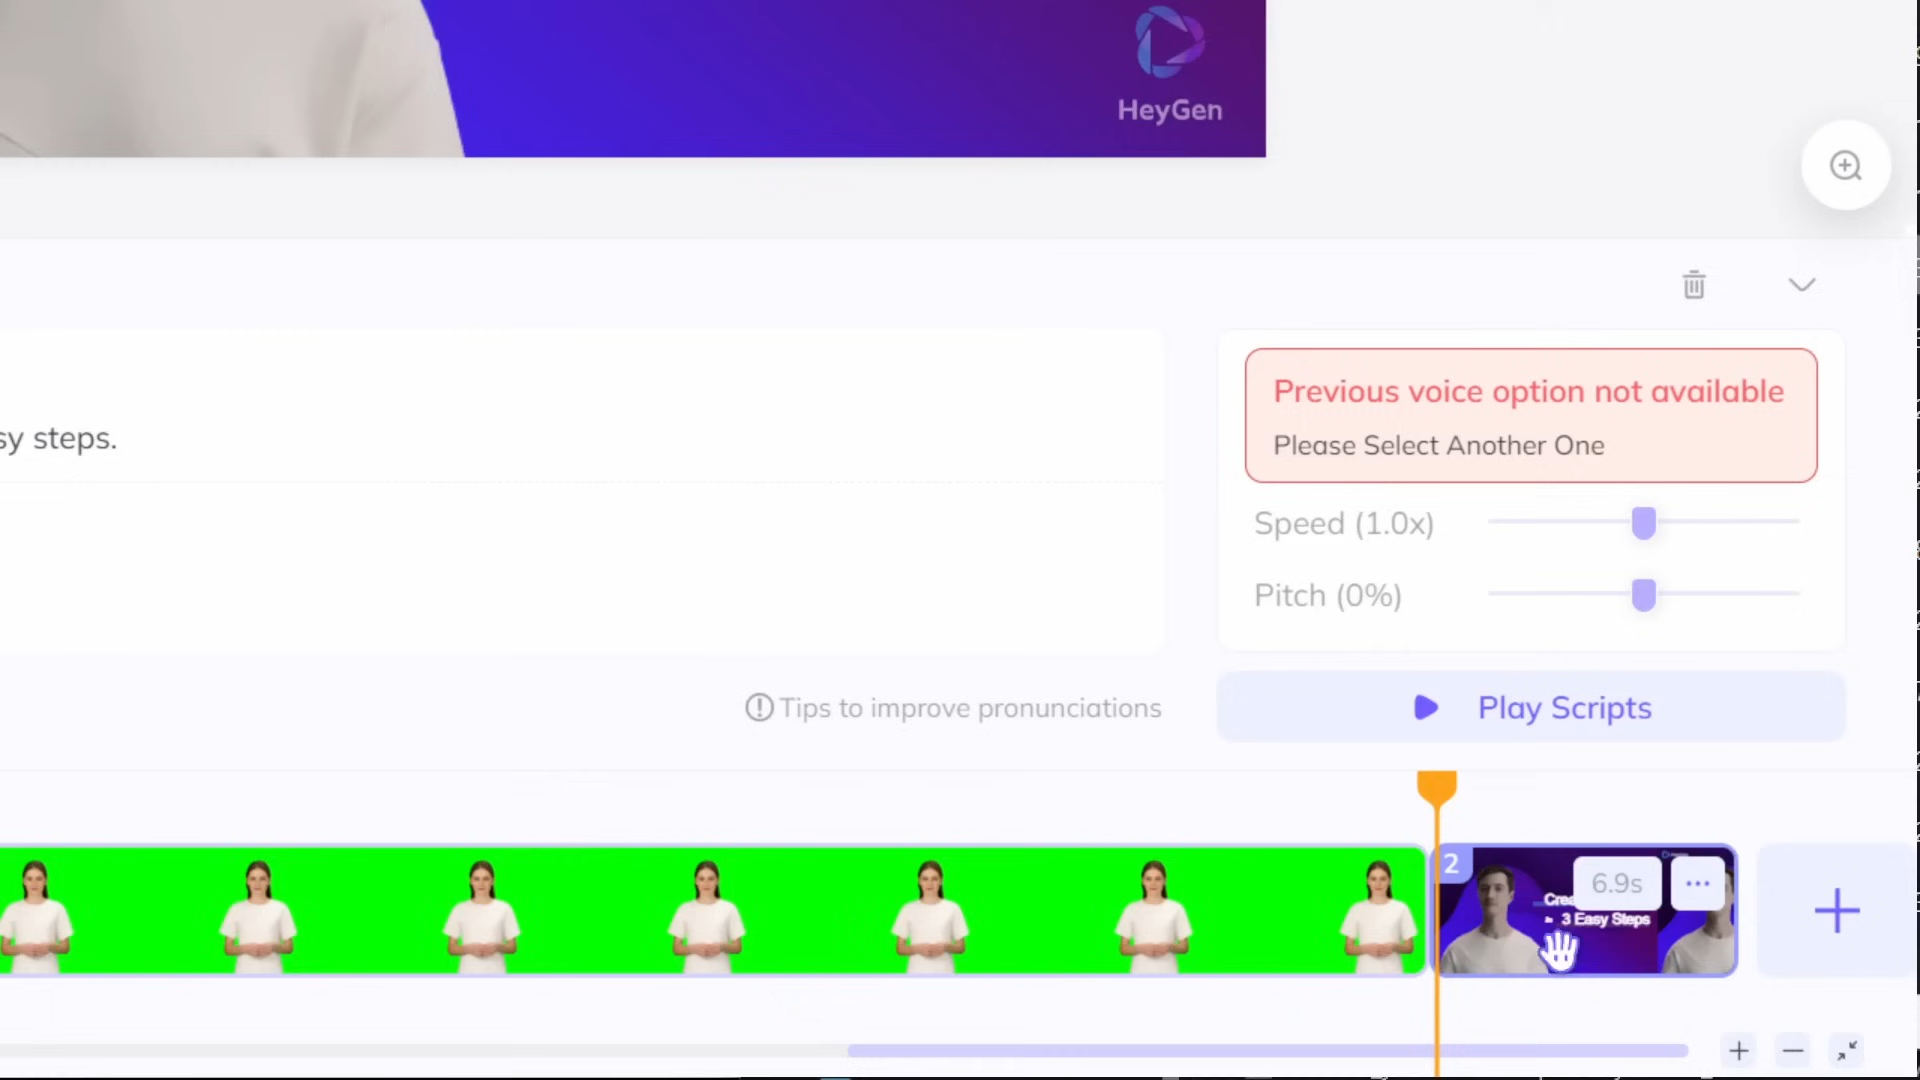 HeyGen
Previous voice option not available
Please Select Another One
sy steps.
Speed (1.0x)
Pitch (0%)
Tips to improve pronunciations
Play Scripts
2
6.9s
Crea
3 Easy Steps